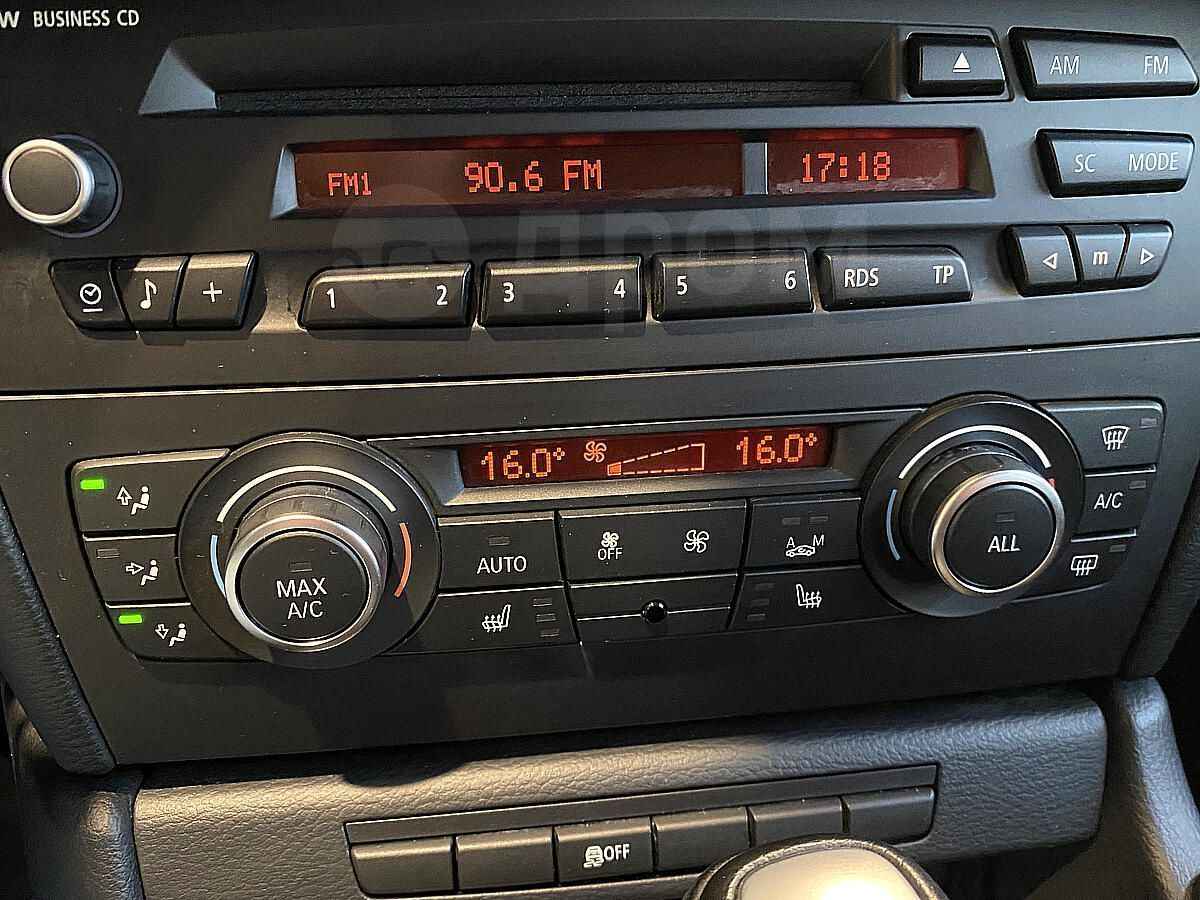 W BUSINESS CD
AM FM
FM1 90.6 FM 17:18
SC MODE
дром
1 2 3 4 5 6 RDS TP
m
16.0° 16.0°
A/C
MAX A/C
AUTO
OFF
A M
ALL
OFF